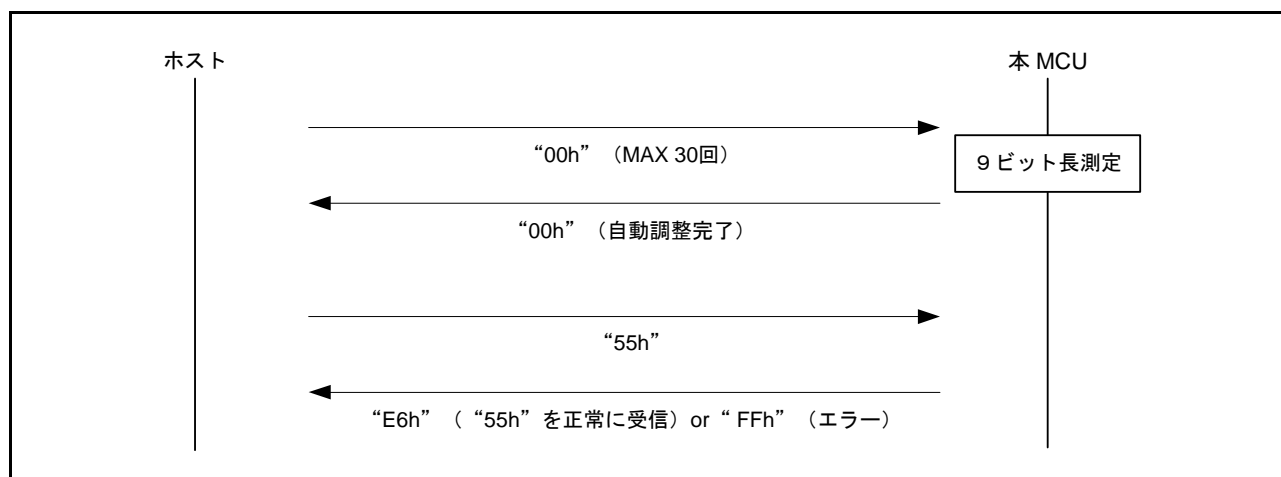 ホスト
本 MCU
“00h” （MAX 30回）
９ビット長測定
“00h” （自動調整完了）
“55h”
“E6h” （ “55h” を正常に受信）or “ FFh” （エラー）